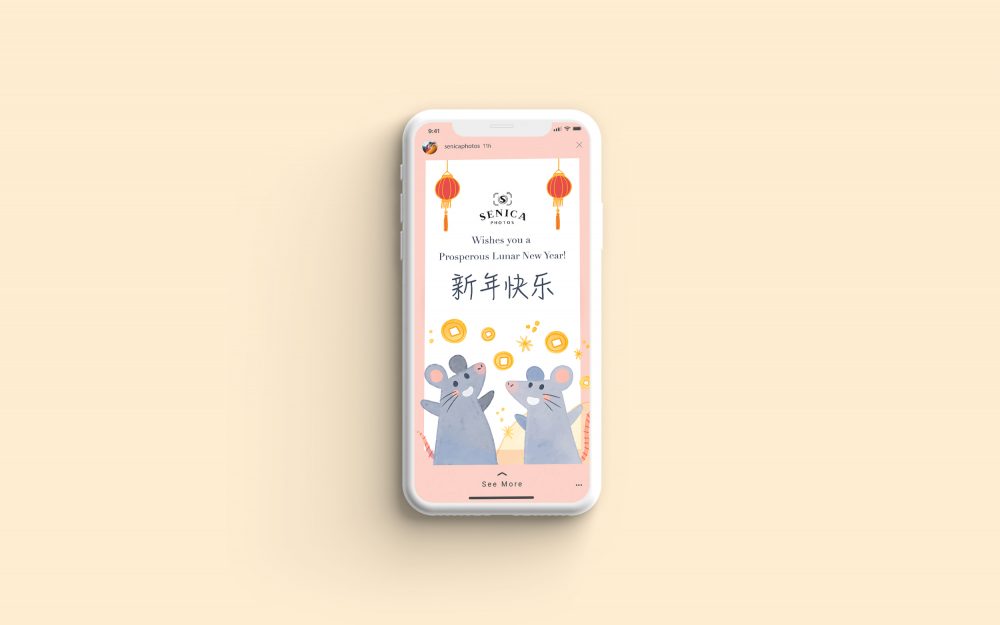 9:41
senicaphotos 11h
S
SENICA
PHOTOS
Wishes you a
Prosperous Lunar New Year!
新年快乐
See More